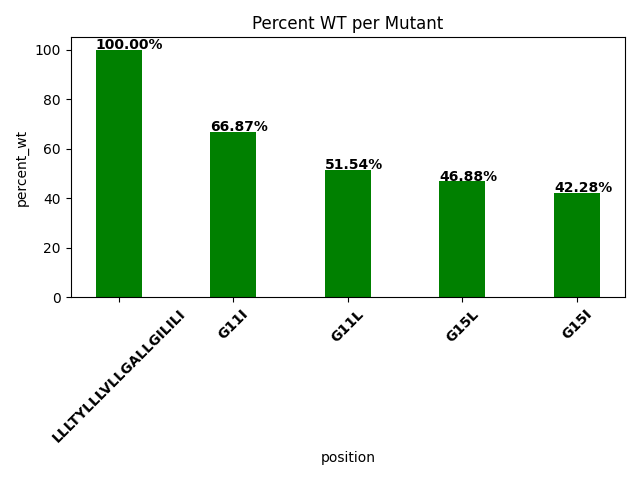 Percent WT per Mutant
percent_wt
100
80
60
40
20
0
100.00%
66.87%
51.54%
46.88%
42.28%
LLLTYLLLVLLGALLGILILI
G11I
G11L
G15L
G15I
position